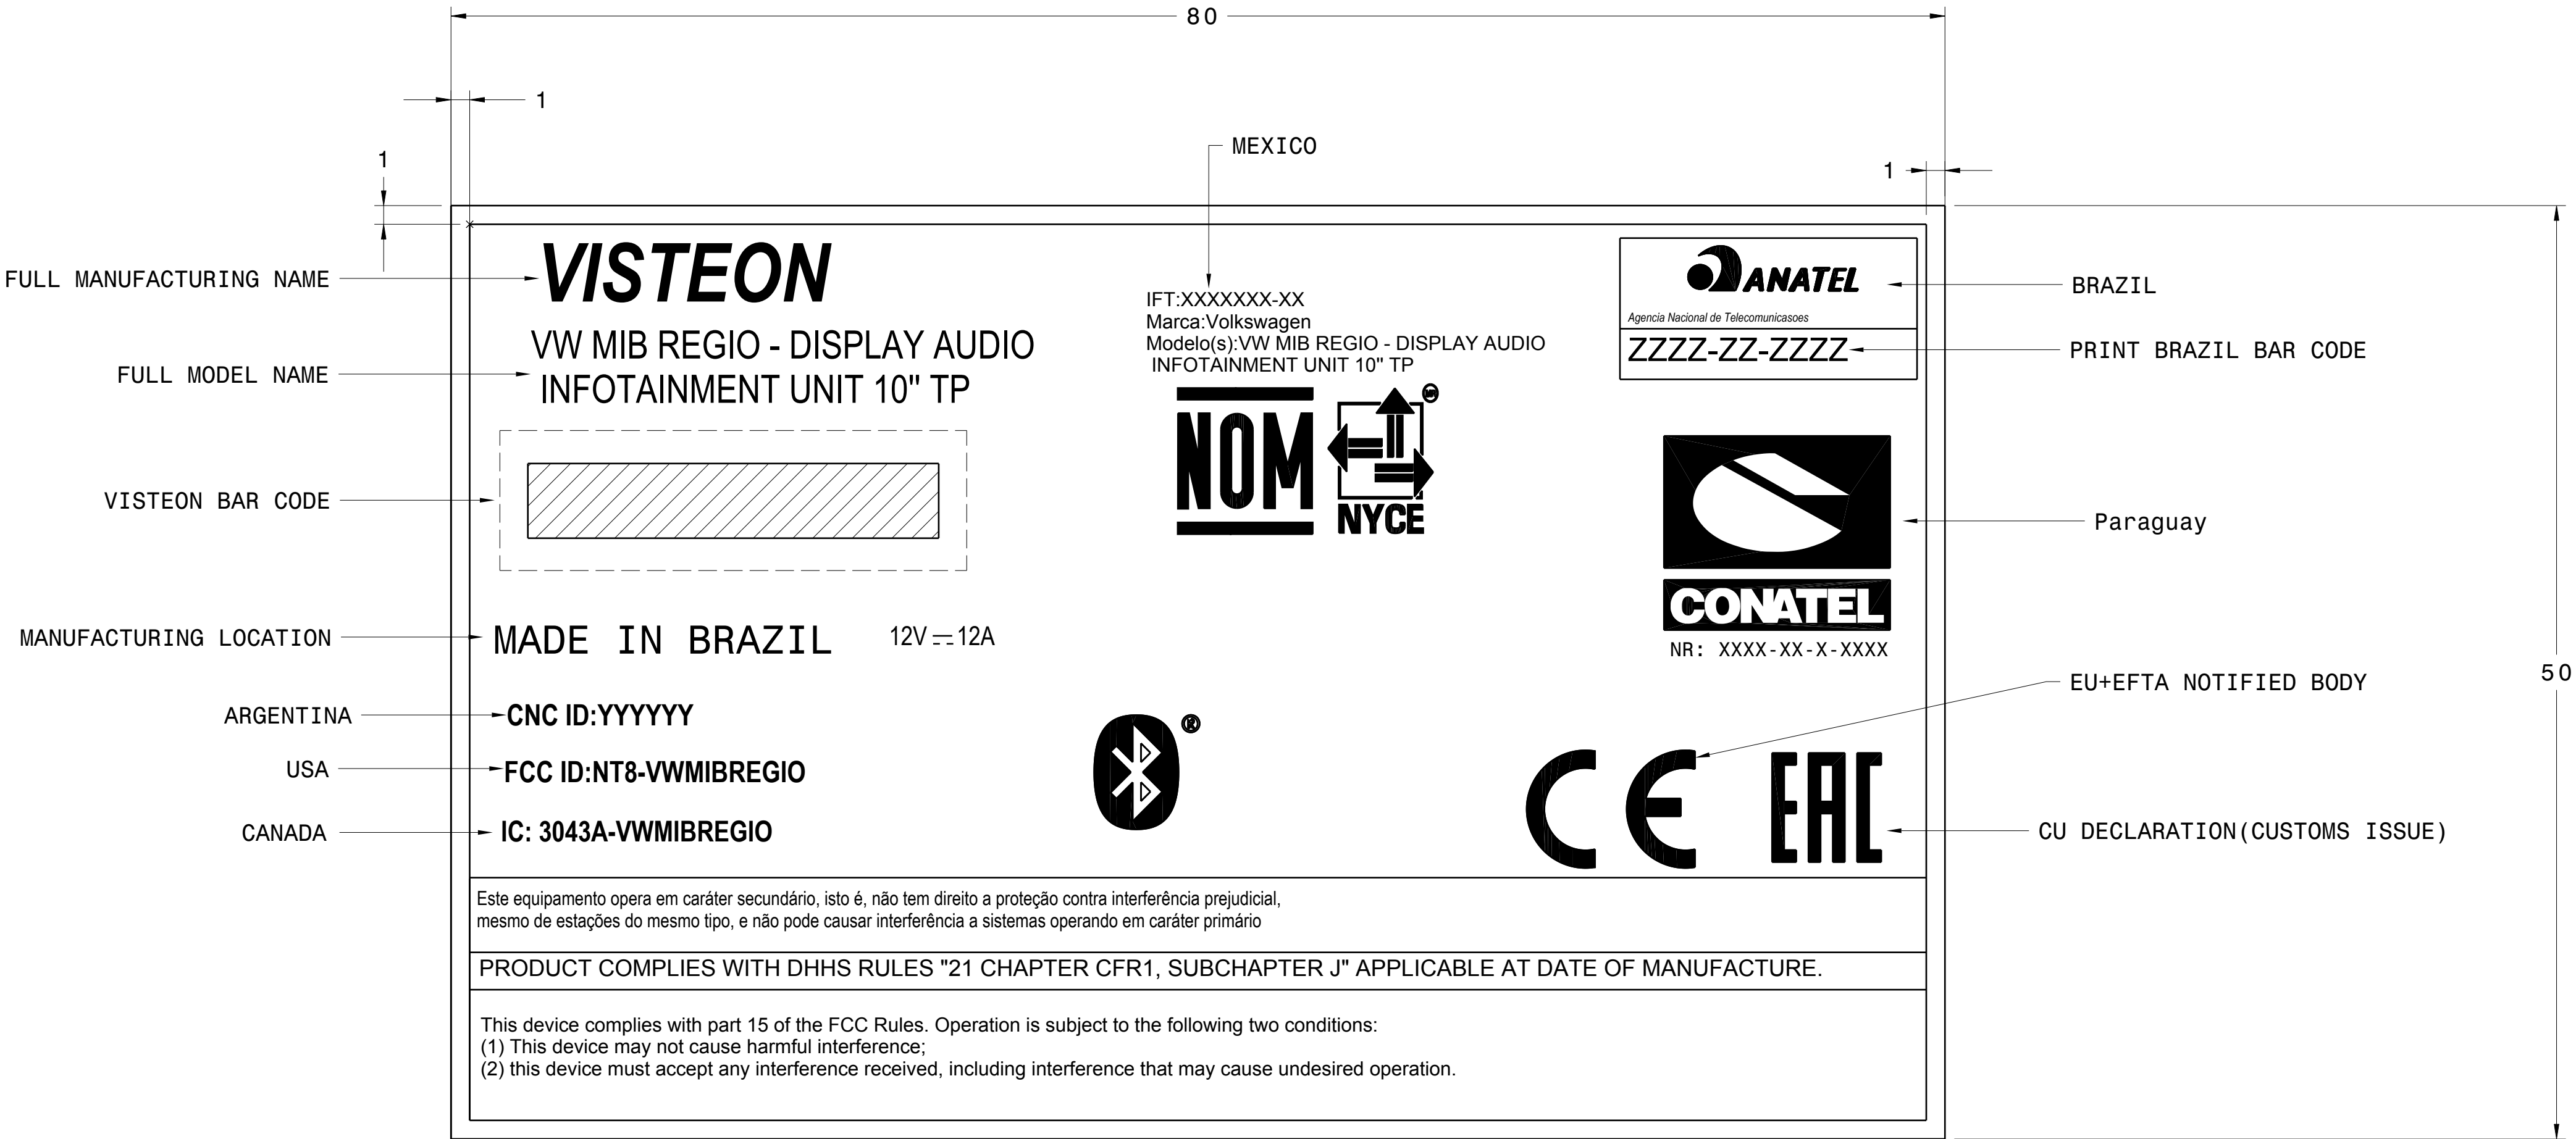 80
1
1
1
MEXICO
FULL MANUFACTURING NAME
VISTEON
FULL MODEL NAME
VW MIB REGIO - DISPLAY AUDIO
INFOTAINMENT UNIT 10" TP
IFT:XXXXXXX-XX
Marca:Volkswagen
Modelo(s):VW MIB REGIO - DISPLAY AUDIO
INFOTAINMENT UNIT 10" TP
NOM
NYCE
ANATEL
Agencia Nacional de Telecomunicasoes
BRAZIL
ZZZZ-ZZ-ZZZZ
PRINT BRAZIL BAR CODE
VISTEON BAR CODE
Paraguay
CONATEL
NR: XXXX-XX-X-XXXX
MANUFACTURING LOCATION
MADE IN BRAZIL
12V ⎓ 12A
50
EU+EFTA NOTIFIED BODY
ARGENTINA
CNC ID:YYYYYY
USA
FCC ID:NT8-VWMIBREGIO
CANADA
IC: 3043A-VWMIBREGIO
®
CE
EAC
CU DECLARATION(CUSTOMS ISSUE)
Este equipamento opera em caráter secundário, isto é, não tem direito a proteção contra interferência prejudicial,
mesmo de estações do mesmo tipo, e não pode causar interferência a sistemas operando em caráter primário
PRODUCT COMPLIES WITH DHHS RULES "21 CHAPTER CFR1, SUBCHAPTER J" APPLICABLE AT DATE OF MANUFACTURE.
This device complies with part 15 of the FCC Rules. Operation is subject to the following two conditions:
(1) This device may not cause harmful interference;
(2) this device must accept any interference received, including interference that may cause undesired operation.